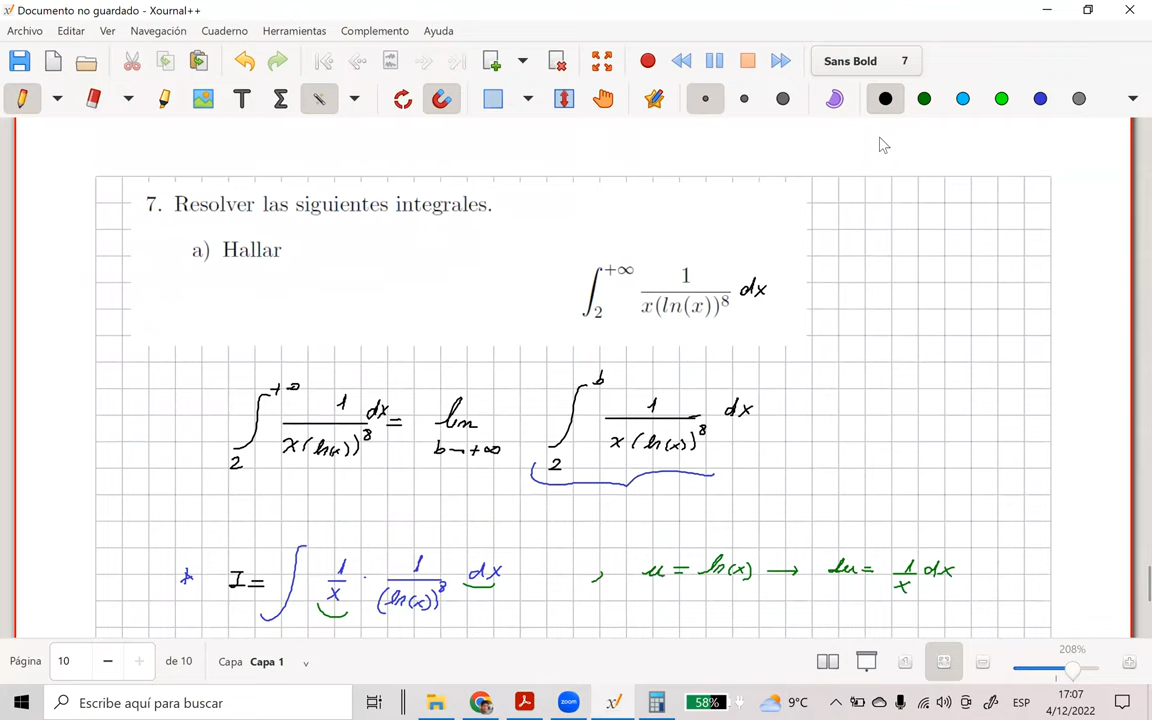 Documento no guardado - Xournal++
Archivo Editar Ver Navegación Cuaderno Herramientas Complemento Ayuda
Sans Bold 7
7. Resolver las siguientes integrales.
a) Hallar
∫_2^{+∞} 1/(x(ln(x))^8) dx
∫_2^{+∞} 1/(x(ln(x))^8) dx = lim_{b→+∞} ∫_2^b 1/(x(ln(x))^8) dx
* I = ∫ 1/x · 1/(ln(x))^8 dx , u = ln(x) → du = 1/x dx
Página 10 de 10 Capa Capa 1 208%
Escribe aquí para buscar zoom 58% 9°C ESP 17:07
4/12/2022